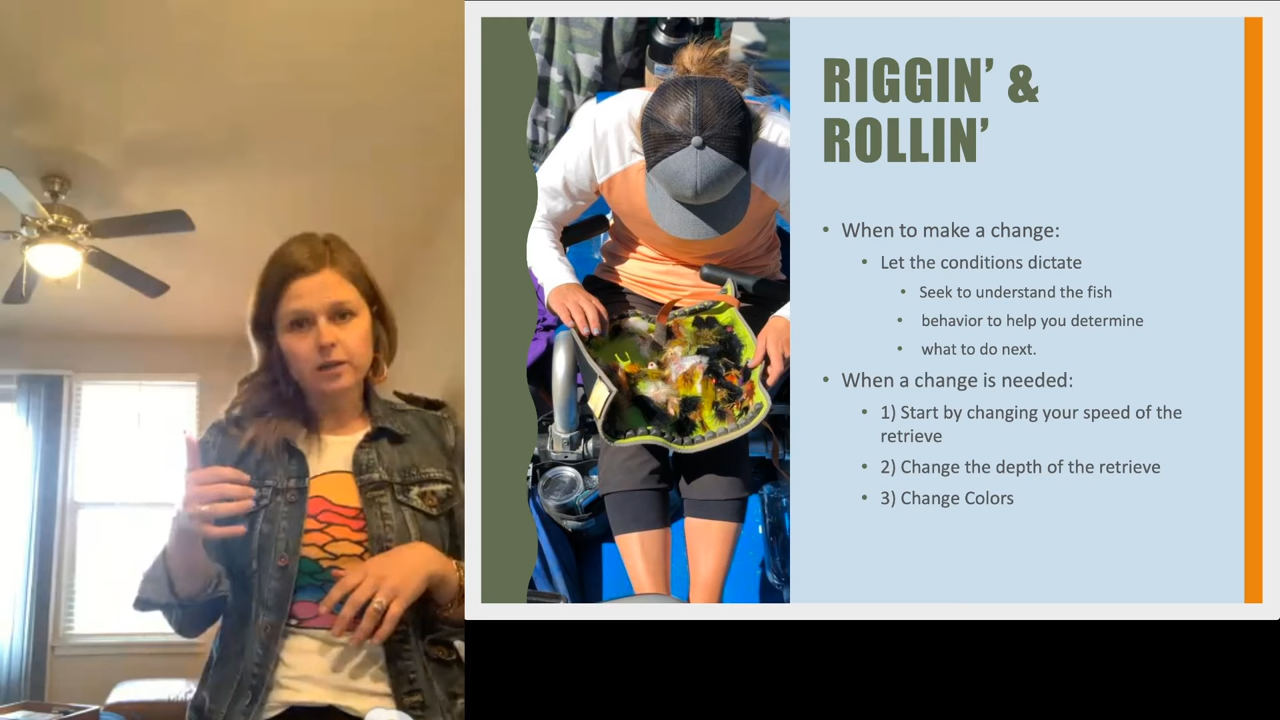 RIGGIN' &
ROLLIN'
• When to make a change:
• Let the conditions dictate
• Seek to understand the fish
• behavior to help you determine
• what to do next.
• When a change is needed:
• 1) Start by changing your speed of the
retrieve
• 2) Change the depth of the retrieve
• 3) Change Colors